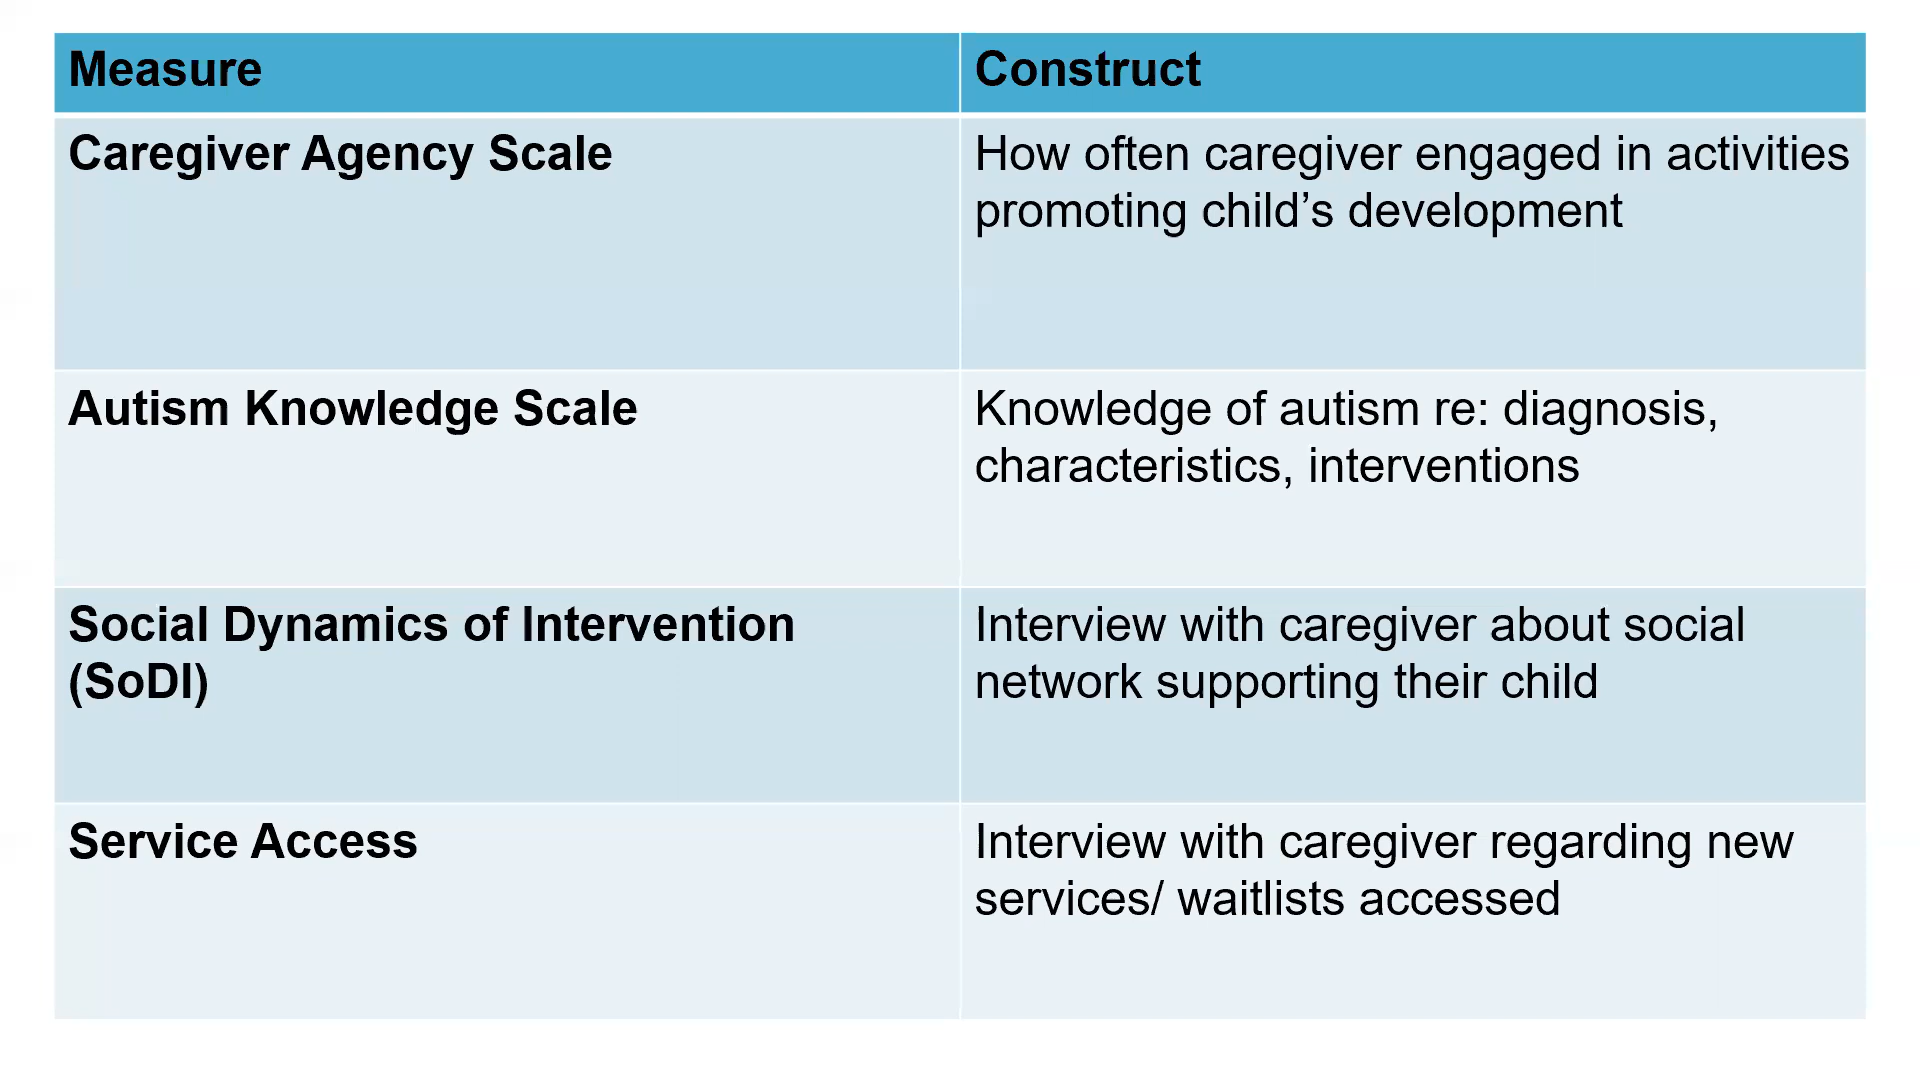 Measure
Construct
Caregiver Agency Scale
How often caregiver engaged in activities
promoting child’s development
Autism Knowledge Scale
Knowledge of autism re: diagnosis,
characteristics, interventions
Social Dynamics of Intervention
(SoDI)
Interview with caregiver about social
network supporting their child
Service Access
Interview with caregiver regarding new
services/ waitlists accessed